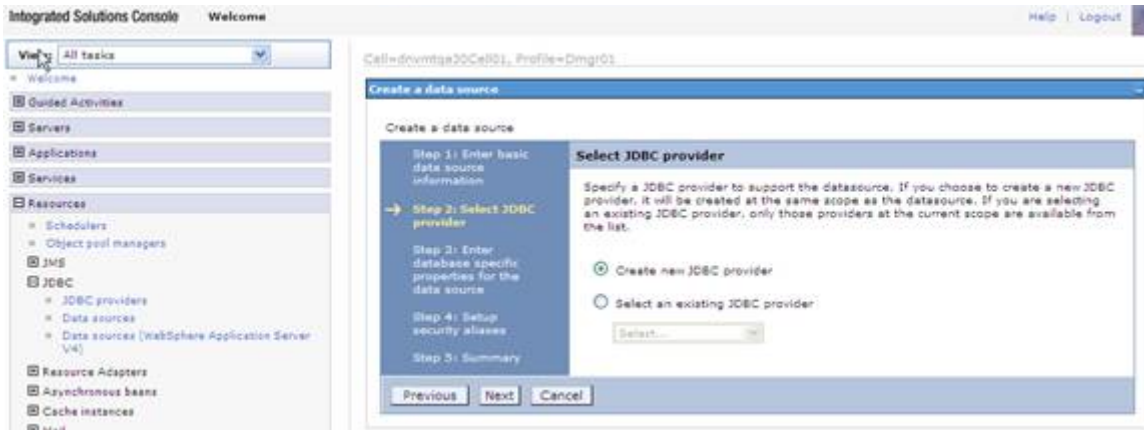 Integrated Solutions Console Welcome
Help | Logout
View: All tasks
Welcome
Guided Activities
Servers
Applications
Services
Resources
Schedulers
Object pool managers
JMS
JDBC
JDBC providers
Data sources
Data sources (WebSphere Application Server
V4)
Resource Adapters
Asynchronous beans
Cache instances
Mail
Profile=Dmgr01
Create a data source
Create a data source
Step 1: Enter basic
data source
information
Step 2: Select JDBC
provider
Step 3: Enter
database specific
properties for the
data source
Step 4: Setup
security aliases
Step 5: Summary
Select JDBC provider
Specify a JDBC provider to support the datasource. If you choose to create a new JDBC
provider, it will be created at the same scope as the datasource. If you are selecting
an existing JDBC provider, only those providers at the current scope are available from
the list.
Create new JDBC provider
Select an existing JDBC provider
Select...
Previous Next Cancel